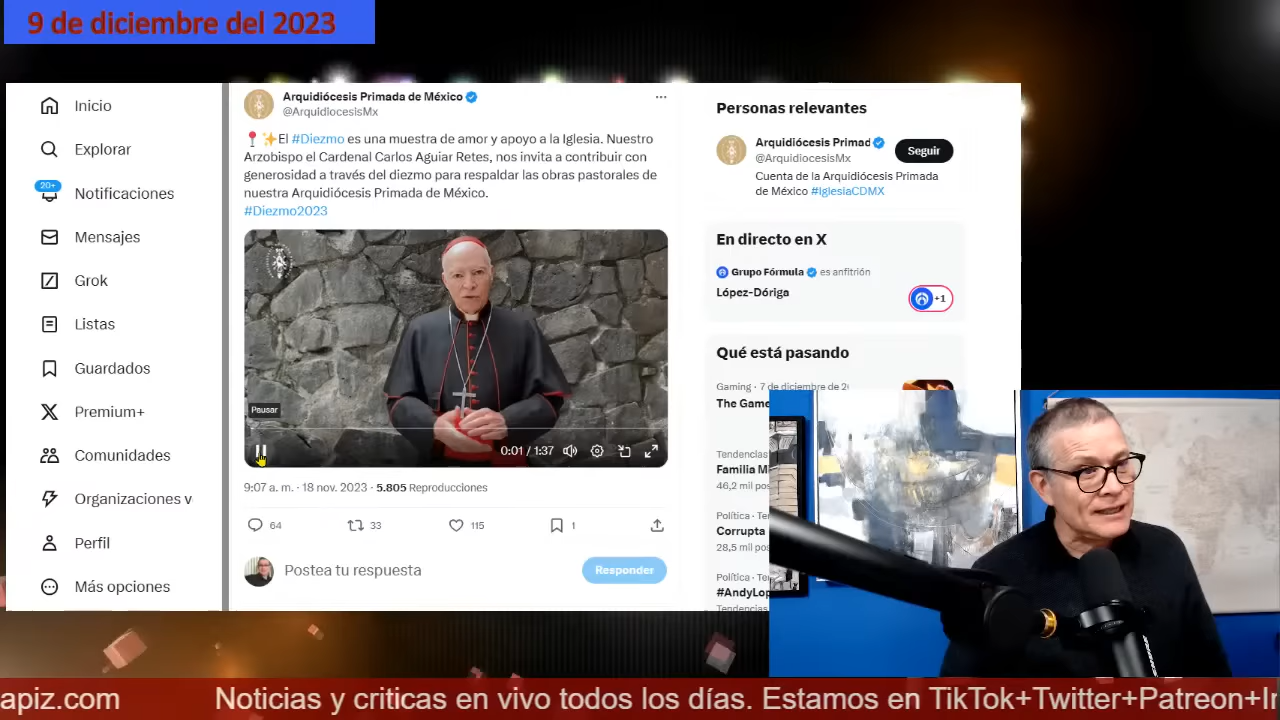 9 de diciembre del 2023
Inicio
Explorar
20+
Notificaciones
Mensajes
Grok
Listas
Guardados
Premium+
Comunidades
Organizaciones v
Perfil
Más opciones
Arquidiócesis Primada de México
@ArquidiocesisMx
El #Diezmo es una muestra de amor y apoyo a la Iglesia. Nuestro
Arzobispo el Cardenal Carlos Aguiar Retes, nos invita a contribuir con
generosidad a través del diezmo para respaldar las obras pastorales de
nuestra Arquidiócesis Primada de México.
#Diezmo2023
Pausar
0:01 / 1:37
9:07 a. m. · 18 nov. 2023 · 5.805 Reproducciones
64 33 115 1
Postea tu respuesta
Responder
Personas relevantes
Arquidiócesis Primad
@ArquidiocesisMx
Seguir
Cuenta de la Arquidiócesis Primada
de México #IglesiaCDMX
En directo en X
Grupo Fórmula es anfitrión
López-Dóriga
+1
Qué está pasando
Gaming · 7 de diciembre de 20
The Game
Tendencias
Familia M
46,2 mil pos
Política · Te
Corrupta
28,5 mil pos
Política · Te
#AndyLop
Tendencias
apiz.com Noticias y criticas en vivo todos los días. Estamos en TikTok+Twitter+Patreon+I